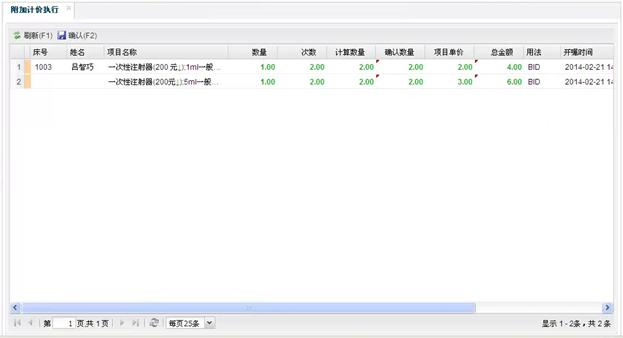 附加计价执行
刷新(F1) 确认(F2)
床号 姓名 项目名称 数量 次数 计算数量 确认数量 项目单价 总金额 用法 开嘱时间
1 1003 吕智巧 一次性注射器(200元↓);1ml一般... 1.00 2.00 2.00 2.00 2.00 4.00 BID 2014-02-21 14
2 一次性注射器(200元↓);5ml一般... 1.00 2.00 2.00 2.00 3.00 6.00 BID 2014-02-21 14
第 1 页,共 1 页 每页25条 显示 1 - 2条，共 2 条